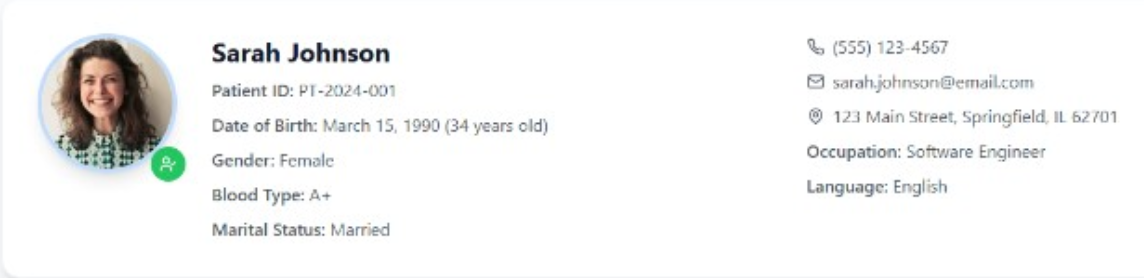 Sarah Johnson
Patient ID: PT-2024-001
Date of Birth: March 15, 1990 (34 years old)
Gender: Female
Blood Type: A+
Marital Status: Married
(555) 123-4567
sarah.johnson@email.com
123 Main Street, Springfield, IL 62701
Occupation: Software Engineer
Language: English